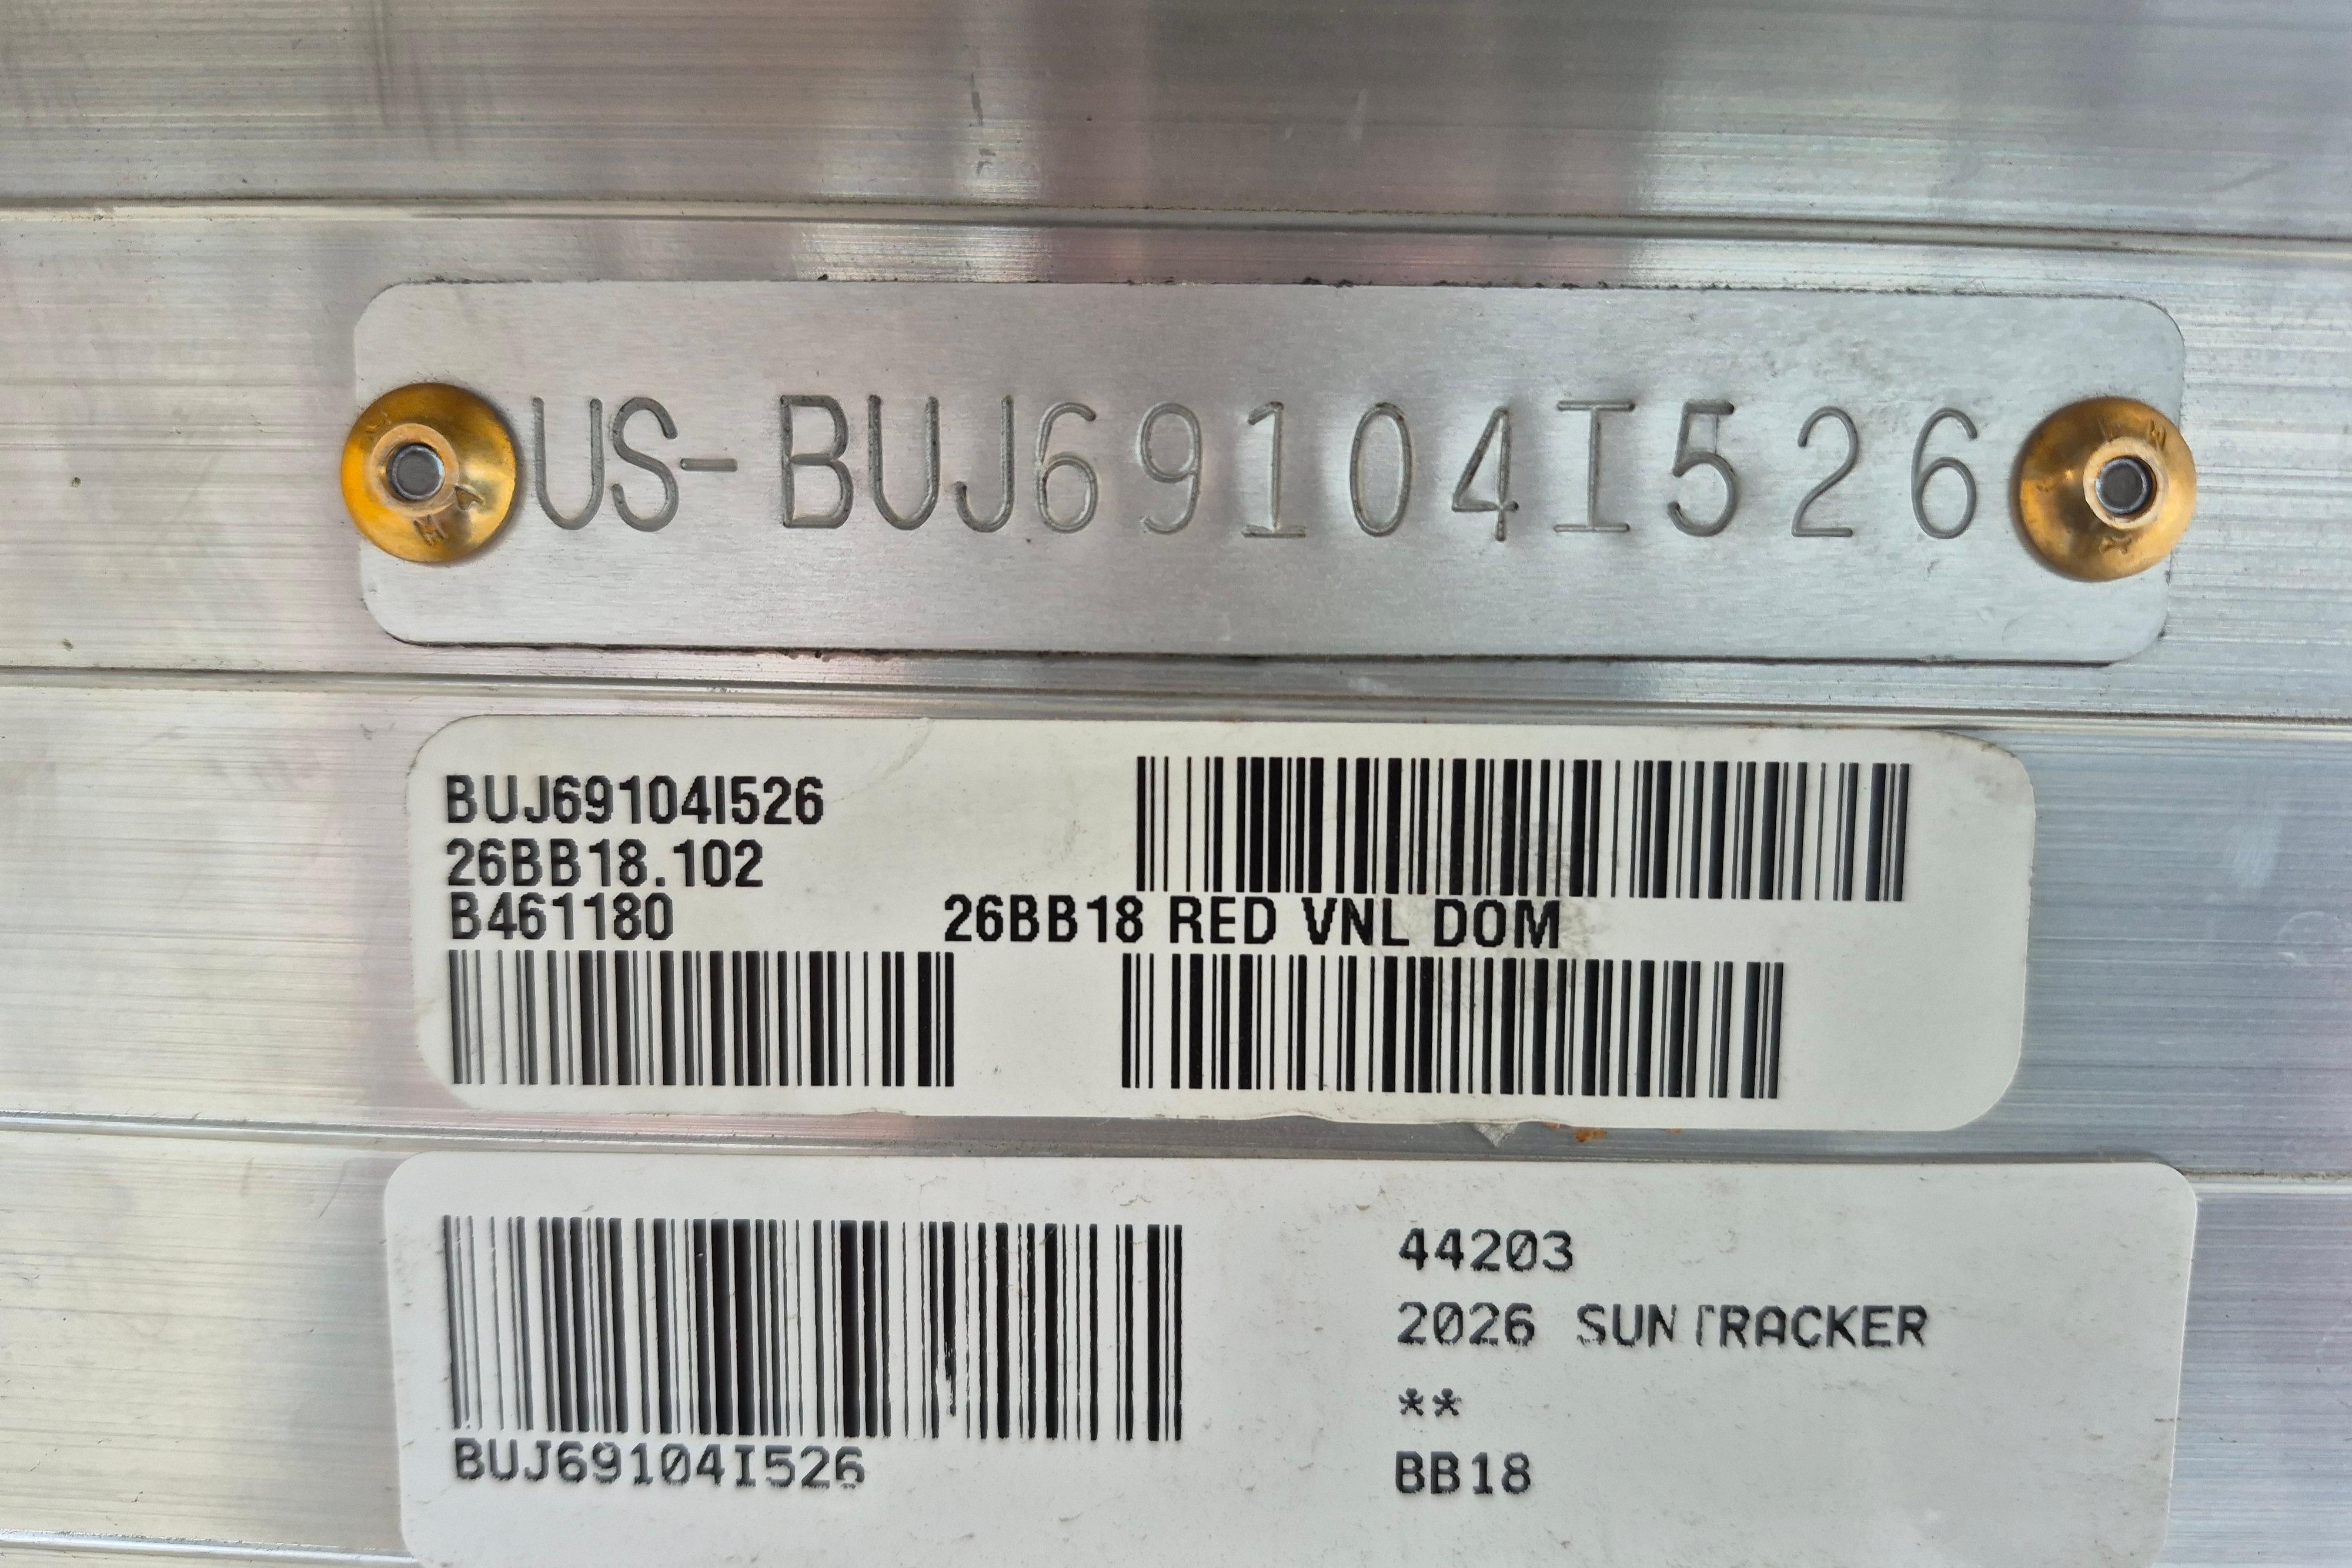 US-BUJ69104I526
BUJ69104I526
26BB18.102
B461180
26BB18 RED VNL DOM
BUJ69104I526
44203
2026 SUNTRACKER
**
BB18